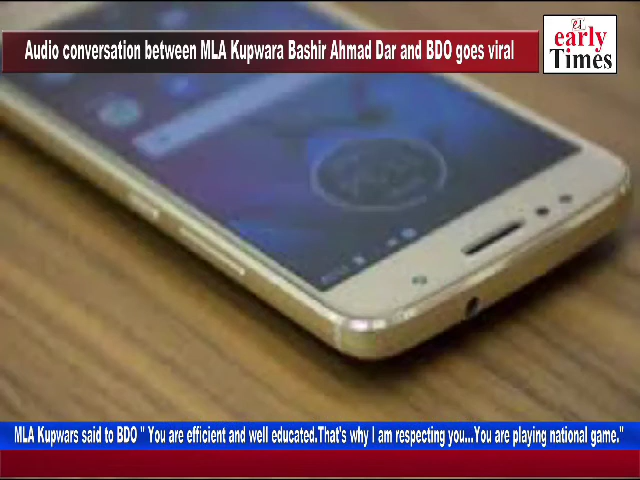 Audio conversation between MLA Kupwara Bashir Ahmad Dar and BDO goes viral
early
Times
MLA Kupwars said to BDO " You are efficient and well educated.That's why I am respecting you...You are playing national game."